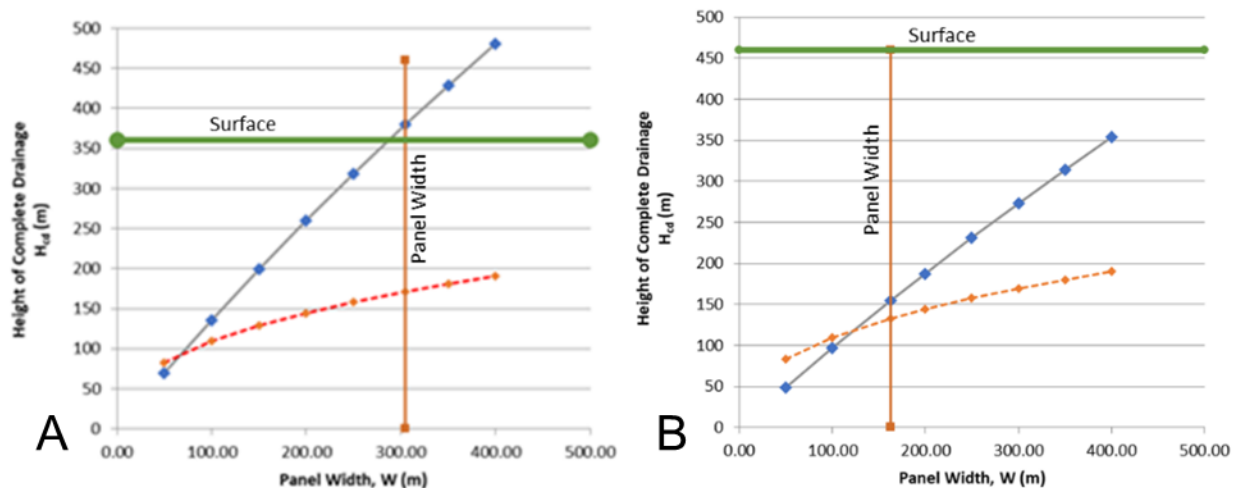 500
450
400
350
300
250
200
150
100
50
0
Height of Complete Drainage
Hcd (m)
Surface
Panel Width
0.00 100.00 200.00 300.00 400.00 500.00
Panel Width, W (m)
A
500
450
400
350
300
250
200
150
100
50
0
Height of Complete Drainage
Hcd (m)
Surface
Panel Width
0.00 100.00 200.00 300.00 400.00 500.00
Panel Width, W (m)
B